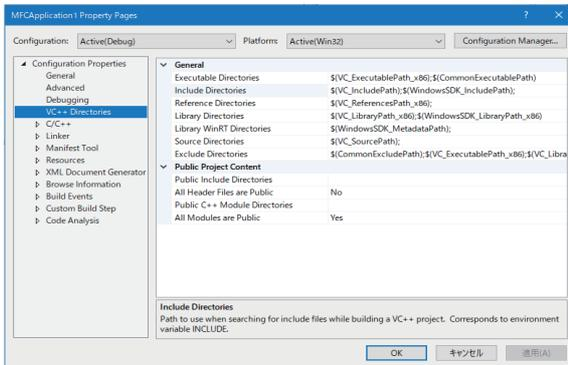 MFCApplication1 Property Pages
? ×
Configuration: Active(Debug) Platform: Active(Win32) Configuration Manager...
Configuration Properties
General
Advanced
Debugging
VC++ Directories
C/C++
Linker
Manifest Tool
Resources
XML Document Generator
Browse Information
Build Events
Custom Build Step
Code Analysis
General
Executable Directories $(VC_ExecutablePath_x86);$(CommonExecutablePath)
Include Directories $(VC_IncludePath);$(WindowsSDK_IncludePath);
Reference Directories $(VC_ReferencesPath_x86);
Library Directories $(VC_LibraryPath_x86);$(WindowsSDK_LibraryPath_x86)
Library WinRT Directories $(WindowsSDK_MetadataPath);
Source Directories $(VC_SourcePath);
Exclude Directories $(CommonExcludePath);$(VC_ExecutablePath_x86);$(VC_Libra
Public Project Content
Public Include Directories
All Header Files are Public No
Public C++ Module Directories
All Modules are Public Yes
Include Directories
Path to use when searching for include files while building a VC++ project. Corresponds to environment
variable INCLUDE.
OK キャンセル 適用(A)